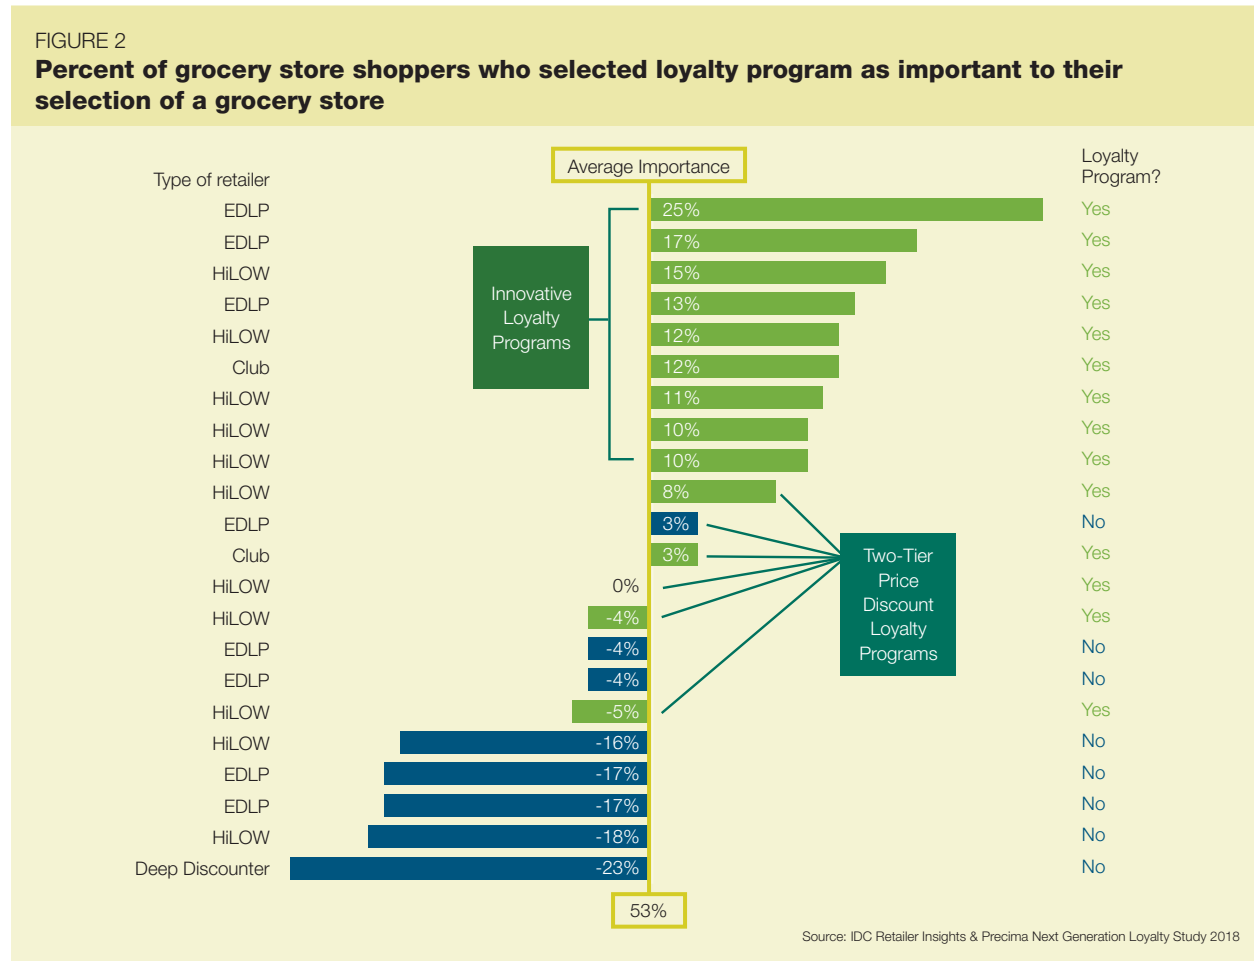 FIGURE 2
Percent of grocery store shoppers who selected loyalty program as important to their
selection of a grocery store
Type of retailer
Average Importance
Loyalty
Program?
EDLP 25% Yes
EDLP 17% Yes
HiLOW 15% Yes
EDLP 13% Yes
HiLOW 12% Yes
Club 12% Yes
HiLOW 11% Yes
HiLOW 10% Yes
HiLOW 10% Yes
HiLOW 8% Yes
EDLP 3% No
Club 3% Yes
HiLOW 0% Yes
HiLOW -4% Yes
EDLP -4% No
EDLP -4% No
HiLOW -5% Yes
HiLOW -16% No
EDLP -17% No
EDLP -17% No
HiLOW -18% No
Deep Discounter -23% No
Innovative
Loyalty
Programs
Two-Tier
Price
Discount
Loyalty
Programs
53%
Source: IDC Retailer Insights & Precima Next Generation Loyalty Study 2018